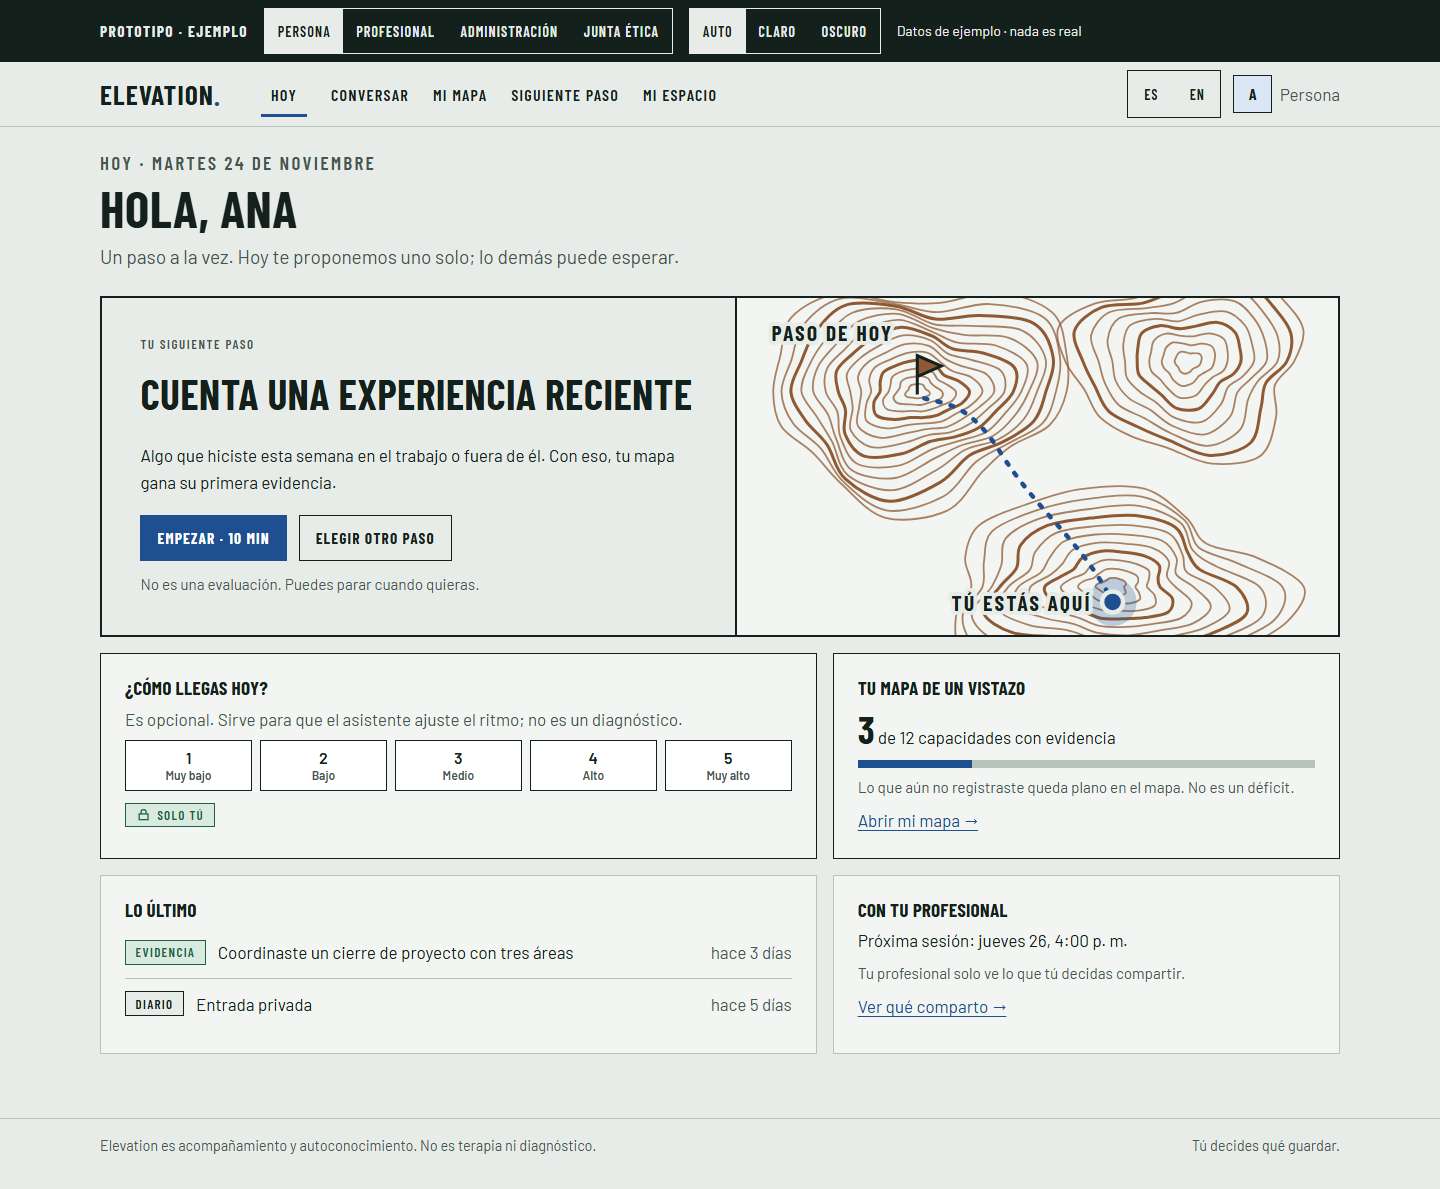 PROTOTIPO · EJEMPLO
PERSONA PROFESIONAL ADMINISTRACIÓN JUNTA ÉTICA
AUTO CLARO OSCURO
Datos de ejemplo · nada es real
ELEVATION.
HOY CONVERSAR MI MAPA SIGUIENTE PASO MI ESPACIO
ES EN
A Persona
HOY · MARTES 24 DE NOVIEMBRE
HOLA, ANA
Un paso a la vez. Hoy te proponemos uno solo; lo demás puede esperar.
TU SIGUIENTE PASO
CUENTA UNA EXPERIENCIA RECIENTE
Algo que hiciste esta semana en el trabajo o fuera de él. Con eso, tu mapa
gana su primera evidencia.
EMPEZAR · 10 MIN
ELEGIR OTRO PASO
No es una evaluación. Puedes parar cuando quieras.
PASO DE HOY
TÚ ESTÁS AQUÍ
¿CÓMO LLEGAS HOY?
Es opcional. Sirve para que el asistente ajuste el ritmo; no es un diagnóstico.
1
Muy bajo
2
Bajo
3
Medio
4
Alto
5
Muy alto
SOLO TÚ
TU MAPA DE UN VISTAZO
3 de 12 capacidades con evidencia
Lo que aún no registraste queda plano en el mapa. No es un déficit.
Abrir mi mapa →
LO ÚLTIMO
EVIDENCIA Coordinaste un cierre de proyecto con tres áreas hace 3 días
DIARIO Entrada privada hace 5 días
CON TU PROFESIONAL
Próxima sesión: jueves 26, 4:00 p. m.
Tu profesional solo ve lo que tú decidas compartir.
Ver qué comparto →
Elevation es acompañamiento y autoconocimiento. No es terapia ni diagnóstico.
Tú decides qué guardar.